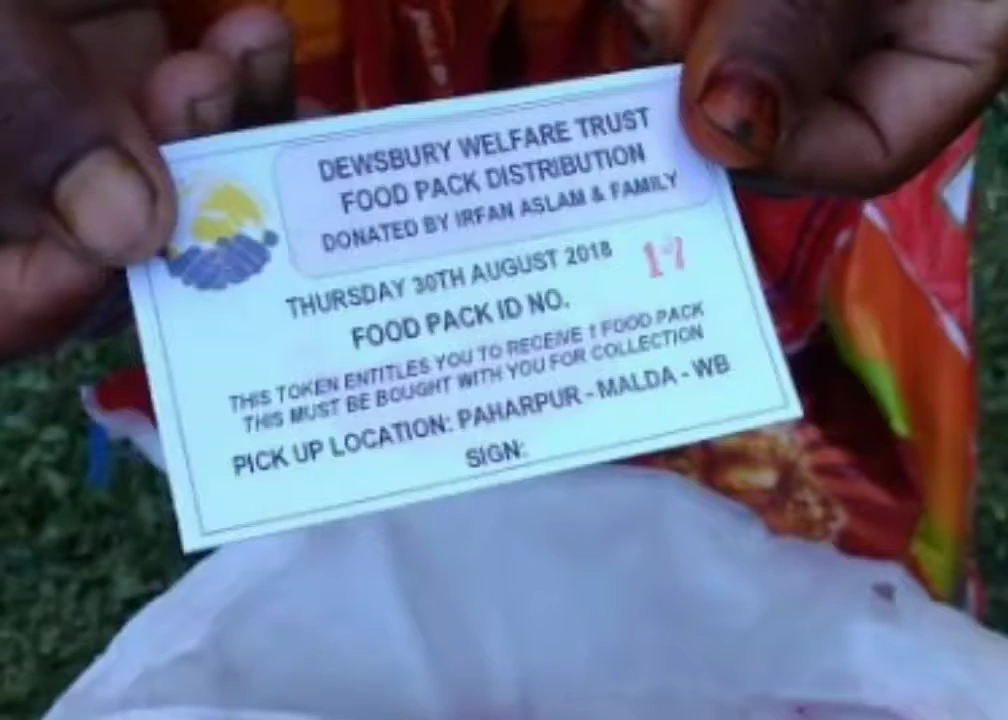 DEWSBURY WELFARE TRUST
FOOD PACK DISTRIBUTION
DONATED BY IRFAN ASLAM & FAMILY
THURSDAY 30TH AUGUST 2018
17
FOOD PACK ID NO.
THIS TOKEN ENTITLES YOU TO RECEIVE 1 FOOD PACK
THIS MUST BE BOUGHT WITH YOU FOR COLLECTION
PICK UP LOCATION: PAHARPUR - MALDA - WB
SIGN: